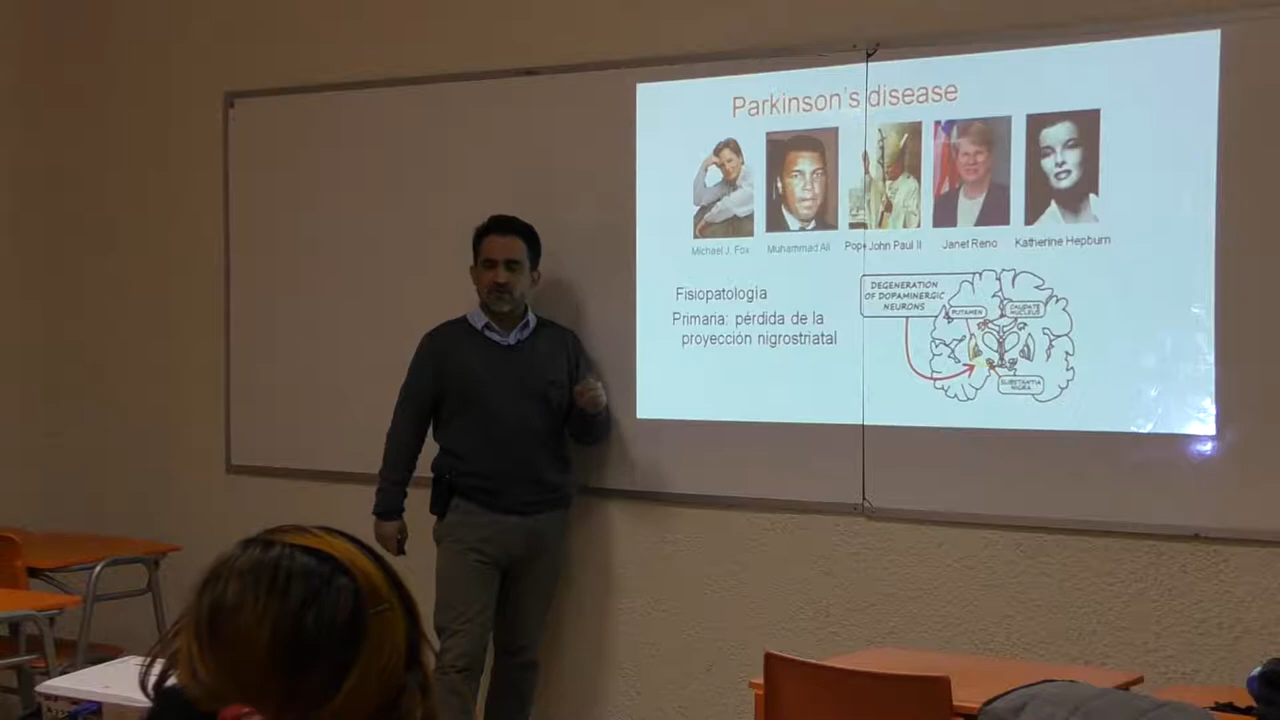 Parkinson's disease
Michael J. Fox
Muhammad Ali
Pope John Paul II
Janet Reno
Katherine Hepburn
Fisiopatologia
Primaria: pérdida de la
proyección nigrostriatal
DEGENERATION
OF DOPAMINERGIC
NEURONS
PUTAMEN
CAUDATE
NUCLEUS
SUBSTANTIA
NIGRA